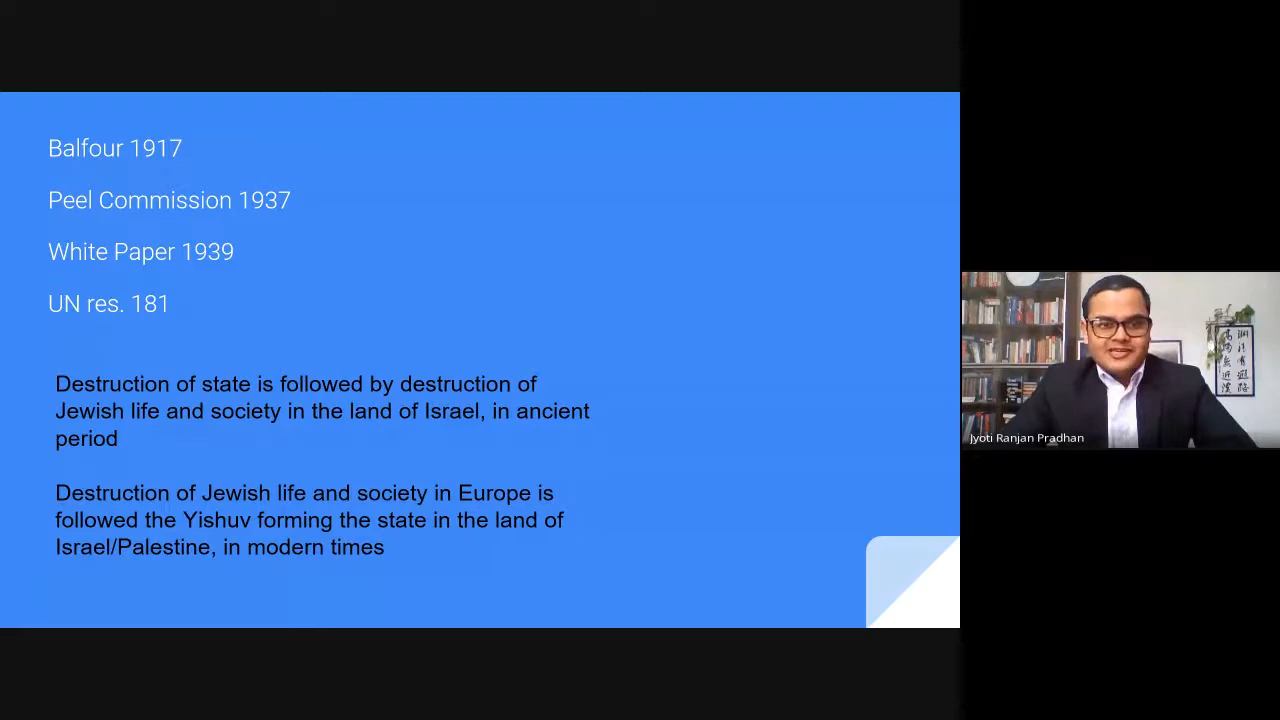 Balfour 1917
Peel Commission 1937
White Paper 1939
UN res. 181
Destruction of state is followed by destruction of
Jewish life and society in the land of Israel, in ancient
period
Destruction of Jewish life and society in Europe is
followed the Yishuv forming the state in the land of
Israel/Palestine, in modern times
Jyoti Ranjan Pradhan